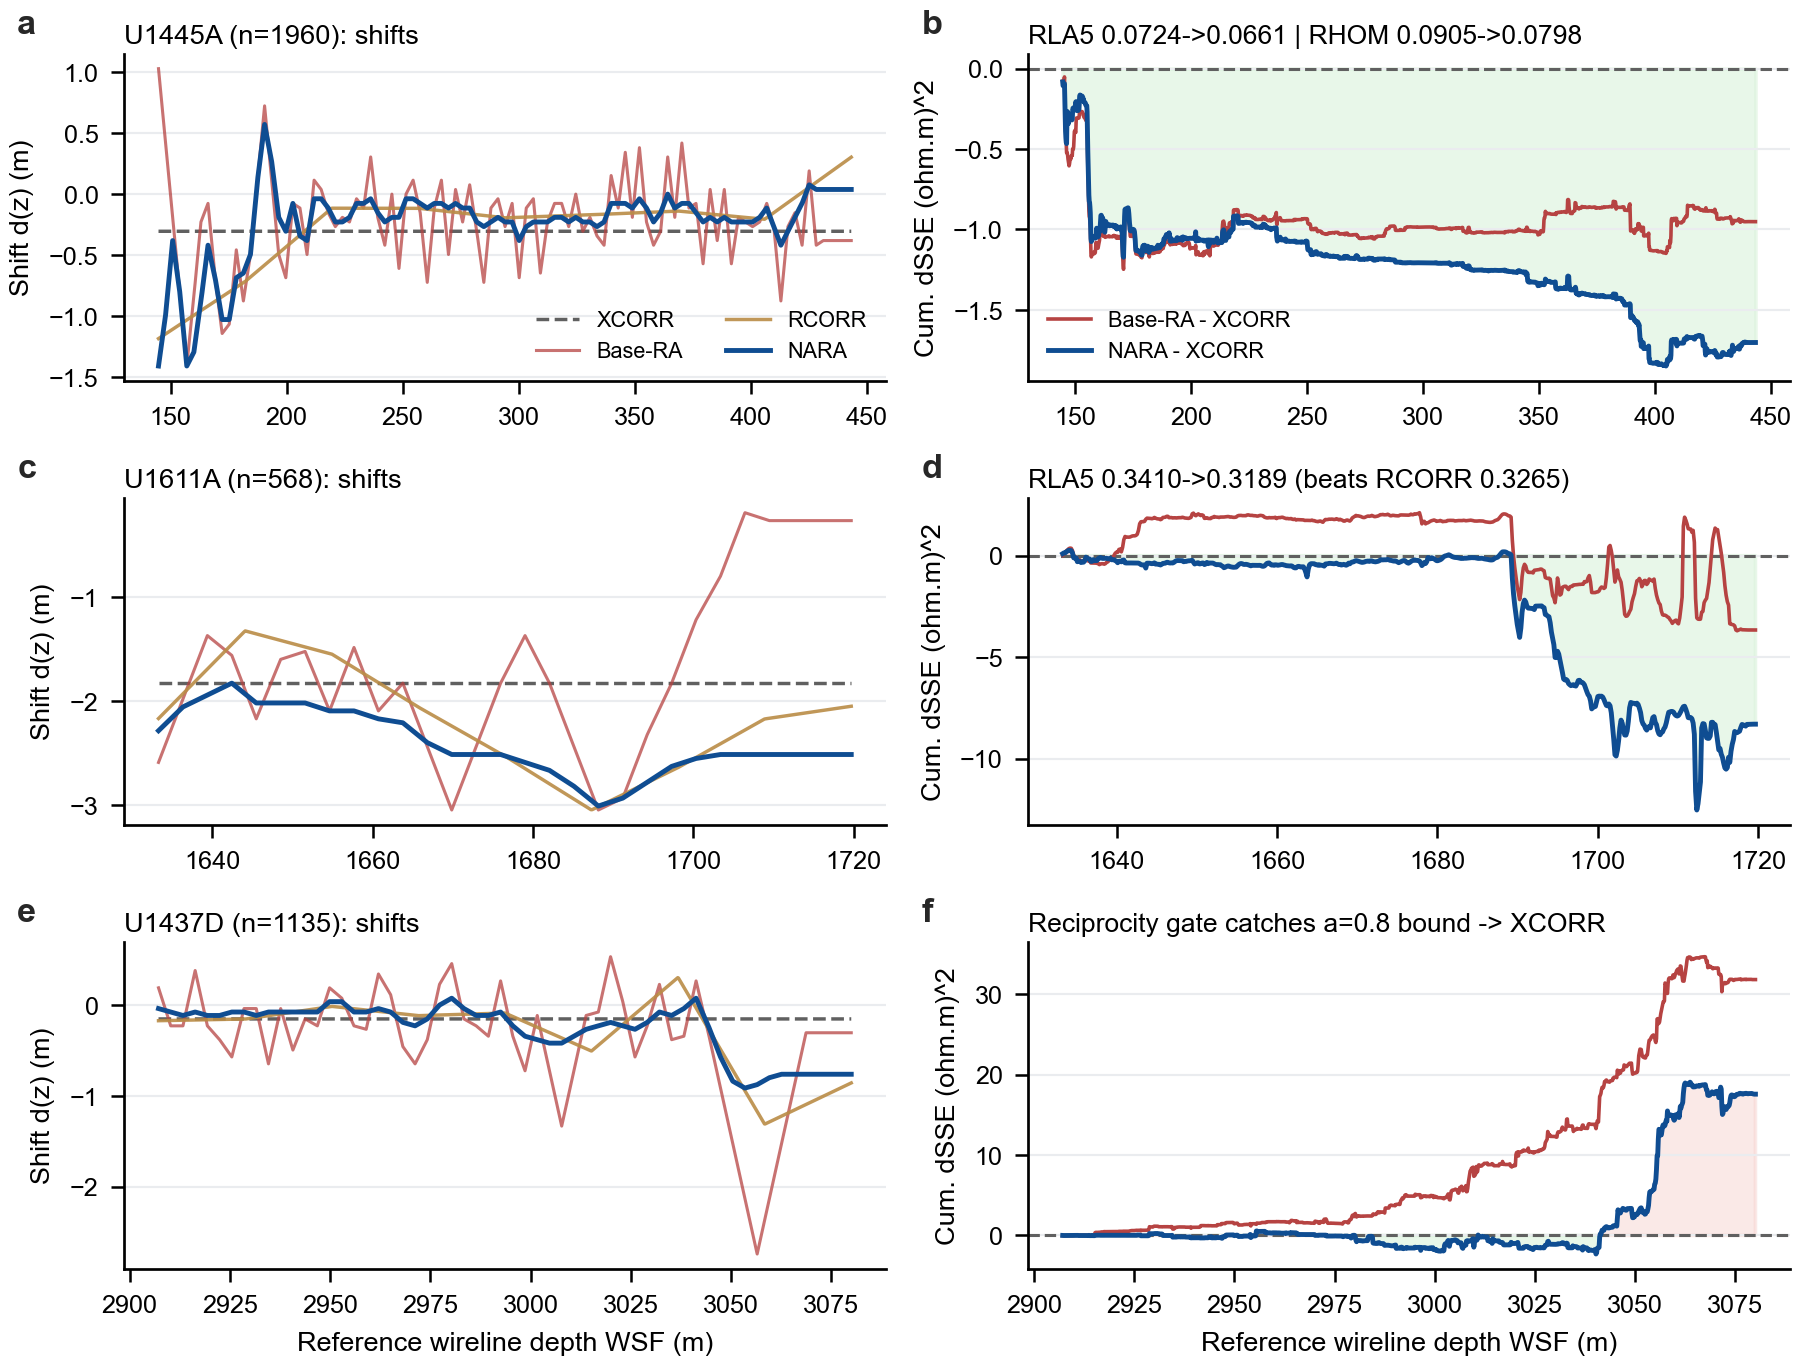 a
U1445A (n=1960): shifts
Shift d(z) (m)
1.0
0.5
0.0
−0.5
−1.0
−1.5
XCORR
Base-RA
RCORR
NARA
150 200 250 300 350 400 450
b
RLA5 0.0724->0.0661 | RHOM 0.0905->0.0798
Cum. dSSE (ohm.m)^2
0.0
−0.5
−1.0
−1.5
Base-RA - XCORR
NARA - XCORR
150 200 250 300 350 400 450
c
U1611A (n=568): shifts
Shift d(z) (m)
−1
−2
−3
1640 1660 1680 1700 1720
d
RLA5 0.3410->0.3189 (beats RCORR 0.3265)
Cum. dSSE (ohm.m)^2
0
−5
−10
1640 1660 1680 1700 1720
e
U1437D (n=1135): shifts
Shift d(z) (m)
0
−1
−2
2900 2925 2950 2975 3000 3025 3050 3075
Reference wireline depth WSF (m)
f
Reciprocity gate catches a=0.8 bound -> XCORR
Cum. dSSE (ohm.m)^2
30
20
10
0
2900 2925 2950 2975 3000 3025 3050 3075
Reference wireline depth WSF (m)